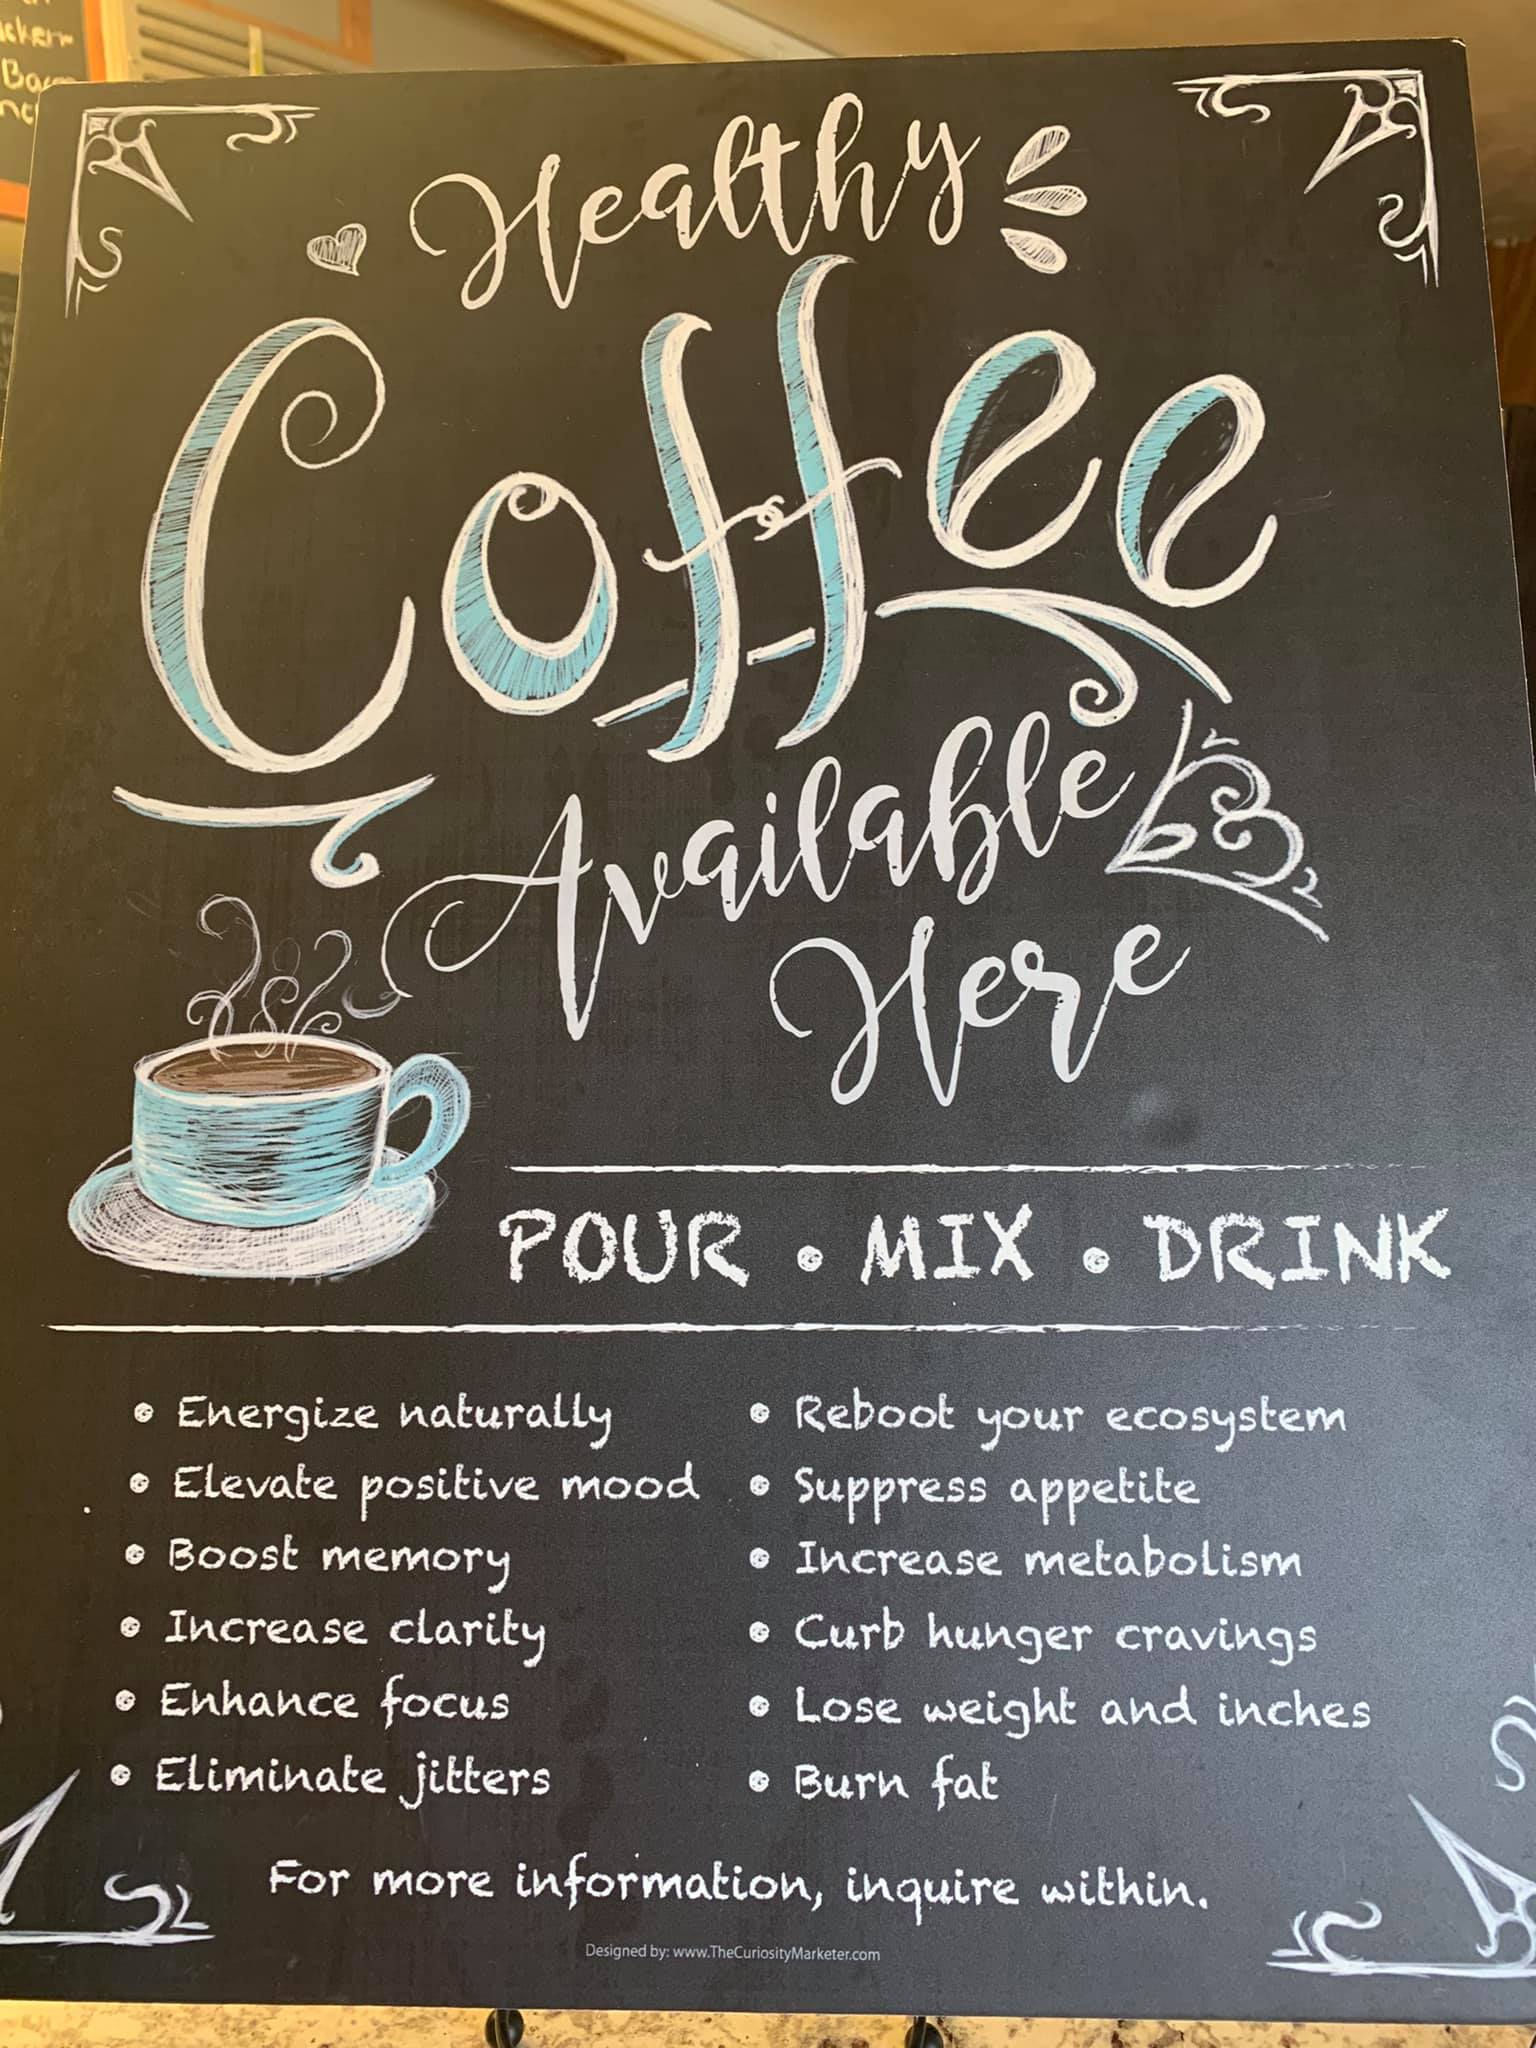 Healthy
Coffee
Available
Here
POUR • MIX • DRINK
• Energize naturally
• Elevate positive mood
• Boost memory
• Increase clarity
• Enhance focus
• Eliminate jitters
• Reboot your ecosystem
• Suppress appetite
• Increase metabolism
• Curb hunger cravings
• Lose weight and inches
• Burn fat
For more information, inquire within.
Designed by: www.TheCuriosityMarketer.com